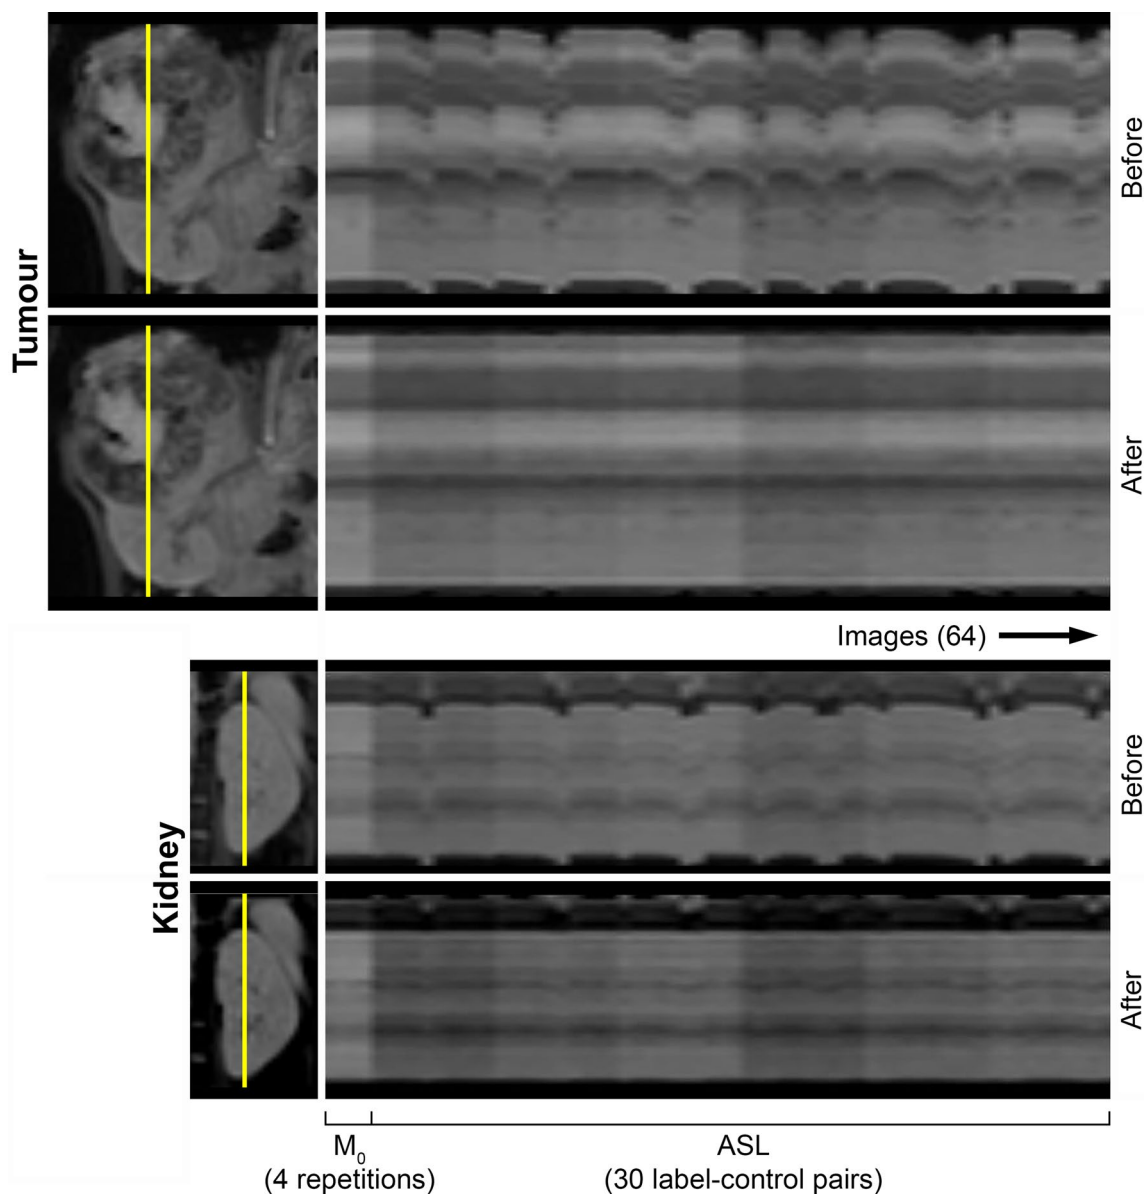 Tumour
Before
After
Images (64)
Kidney
Before
After
M0
(4 repetitions)
ASL
(30 label-control pairs)